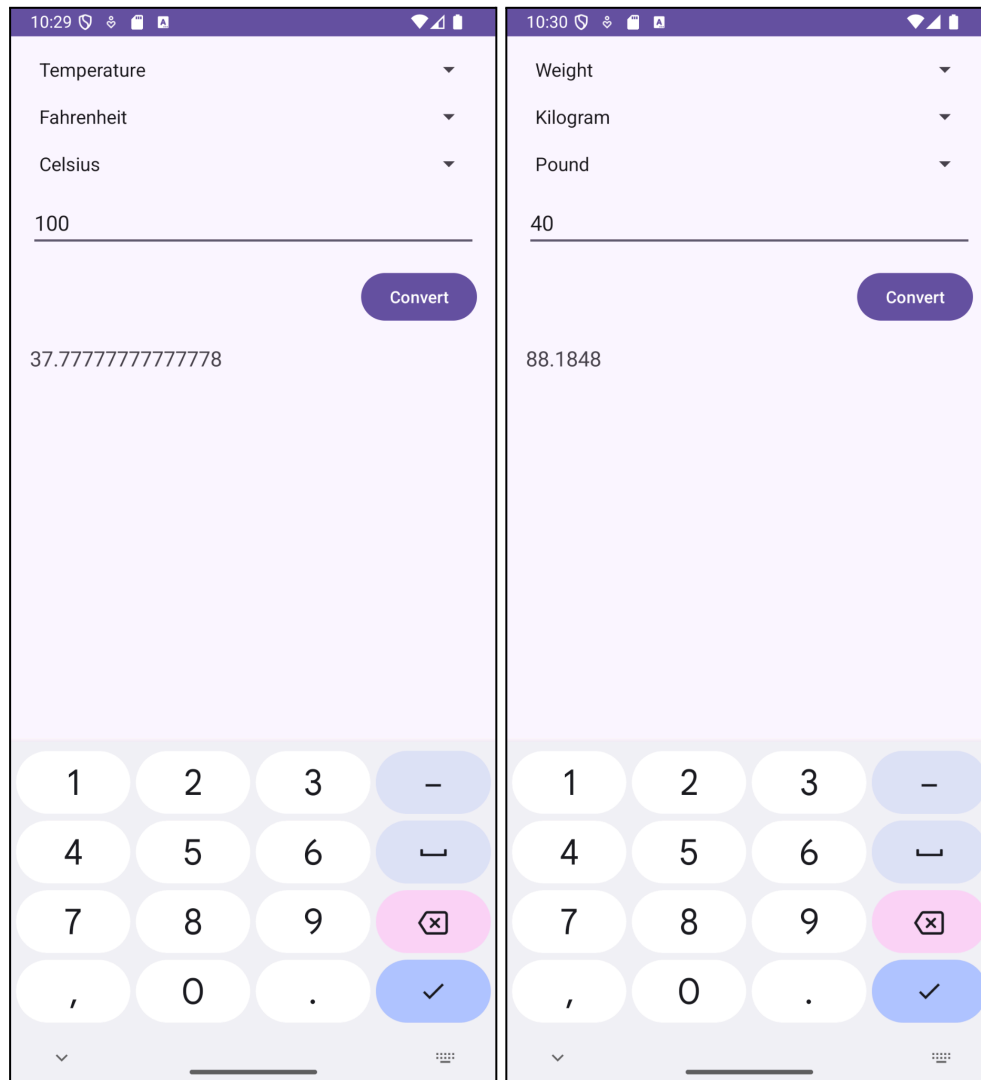 10:29
Temperature
Fahrenheit
Celsius
100
Convert
37.77777777777778
1 2 3 –
4 5 6
7 8 9
, 0 .
10:30
Weight
Kilogram
Pound
40
Convert
88.1848
1 2 3 –
4 5 6
7 8 9
, 0 .